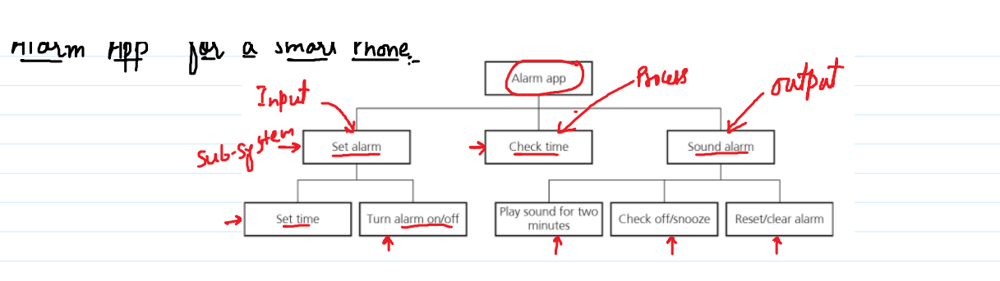 Alarm App for a Smart Phone:-
Alarm app
Process
output
Input
Sub-system
Set alarm
Check time
Sound alarm
Set time
Turn alarm on/off
Play sound for two
minutes
Check off/snooze
Reset/clear alarm